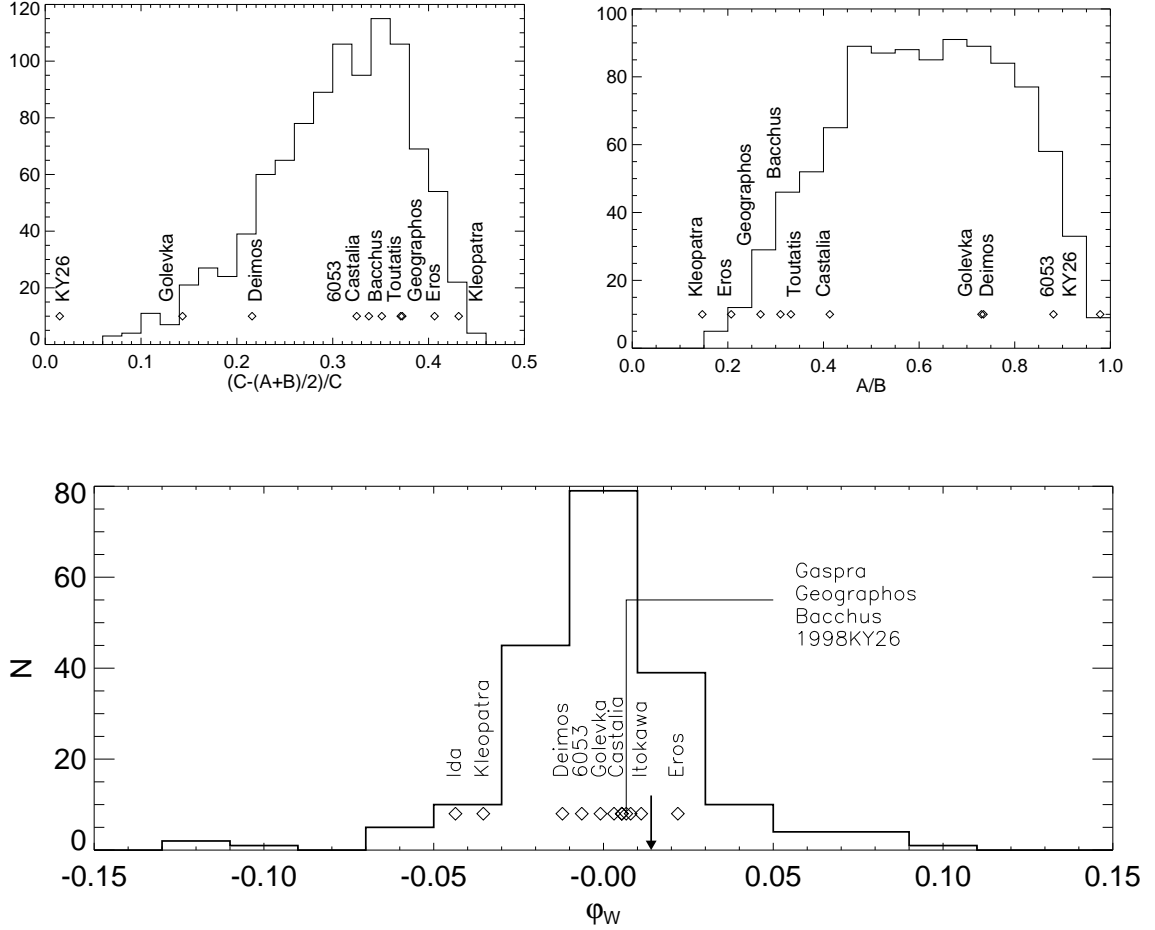 120
100
80
60
40
20
0
KY26
Golevka
Deimos
6053
Castalia
Bacchus
Toutatis
Geographos
Eros
Kleopatra
0.0 0.1 0.2 0.3 0.4 0.5
(C-(A+B)/2)/C
100
80
60
40
20
0
Kleopatra
Eros
Geographos
Bacchus
Toutatis
Castalia
Golevka
Deimos
6053
KY26
0.0 0.2 0.4 0.6 0.8 1.0
A/B
80
60
40
20
0
N
Ida
Kleopatra
Deimos
6053
Golevka
Castalia
Itokawa
Eros
Gaspra
Geographos
Bacchus
1998KY26
-0.15 -0.10 -0.05 -0.00 0.05 0.10 0.15
φW